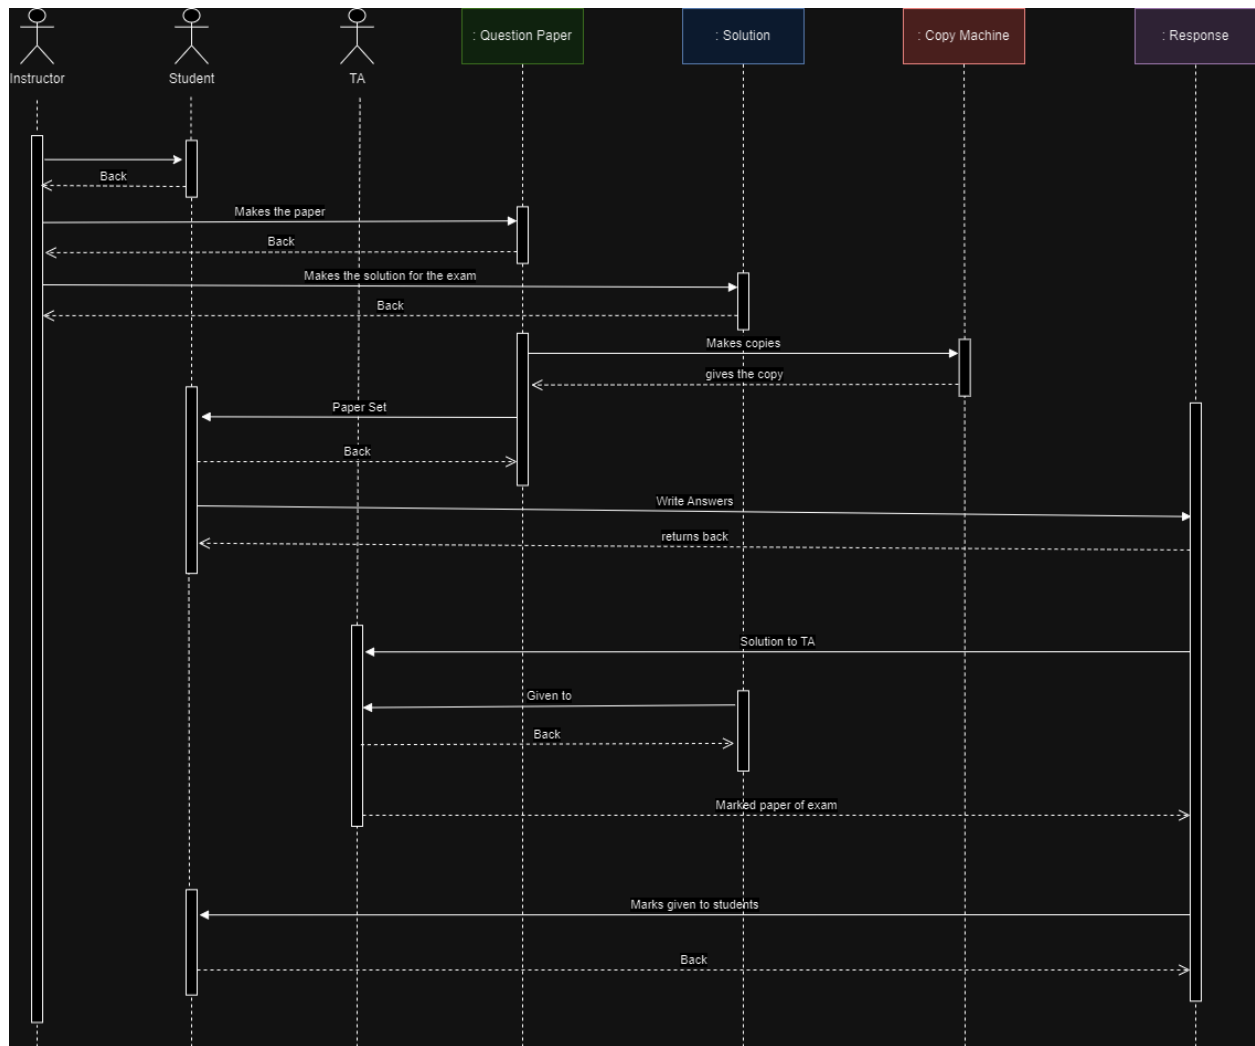 Instructor
Student
TA
: Question Paper
: Solution
: Copy Machine
: Response
Back
Makes the paper
Back
Makes the solution for the exam
Back
Makes copies
gives the copy
Paper Set
Back
Write Answers
returns back
Solution to TA
Given to
Back
Marked paper of exam
Marks given to students
Back